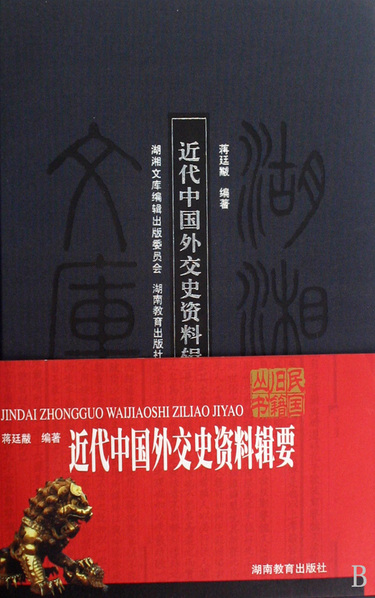 湖湘
文庫
蒋廷黻 编著
近代中国外交史资料辑
湖湘文库编辑出版委员会 湖南教育出版社
民国
旧籍
丛书
JINDAI ZHONGGUO WAIJIAOSHI ZILIAO JIYAO
蒋廷黻 编著
近代中国外交史资料辑要
湖南教育出版社
B